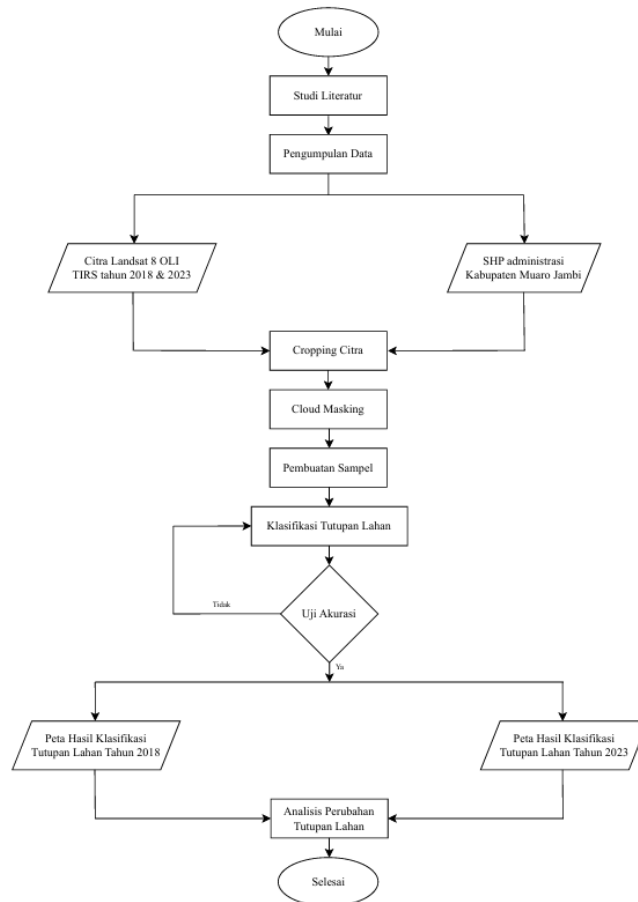 Mulai
Studi Literatur
Pengumpulan Data
Citra Landsat 8 OLI
TIRS tahun 2018 & 2023
SHP administrasi
Kabupaten Muaro Jambi
Cropping Citra
Cloud Masking
Pembuatan Sampel
Klasifikasi Tutupan Lahan
Uji Akurasi
Tidak
Ya
Peta Hasil Klasifikasi
Tutupan Lahan Tahun 2018
Peta Hasil Klasifikasi
Tutupan Lahan Tahun 2023
Analisis Perubahan
Tutupan Lahan
Selesai